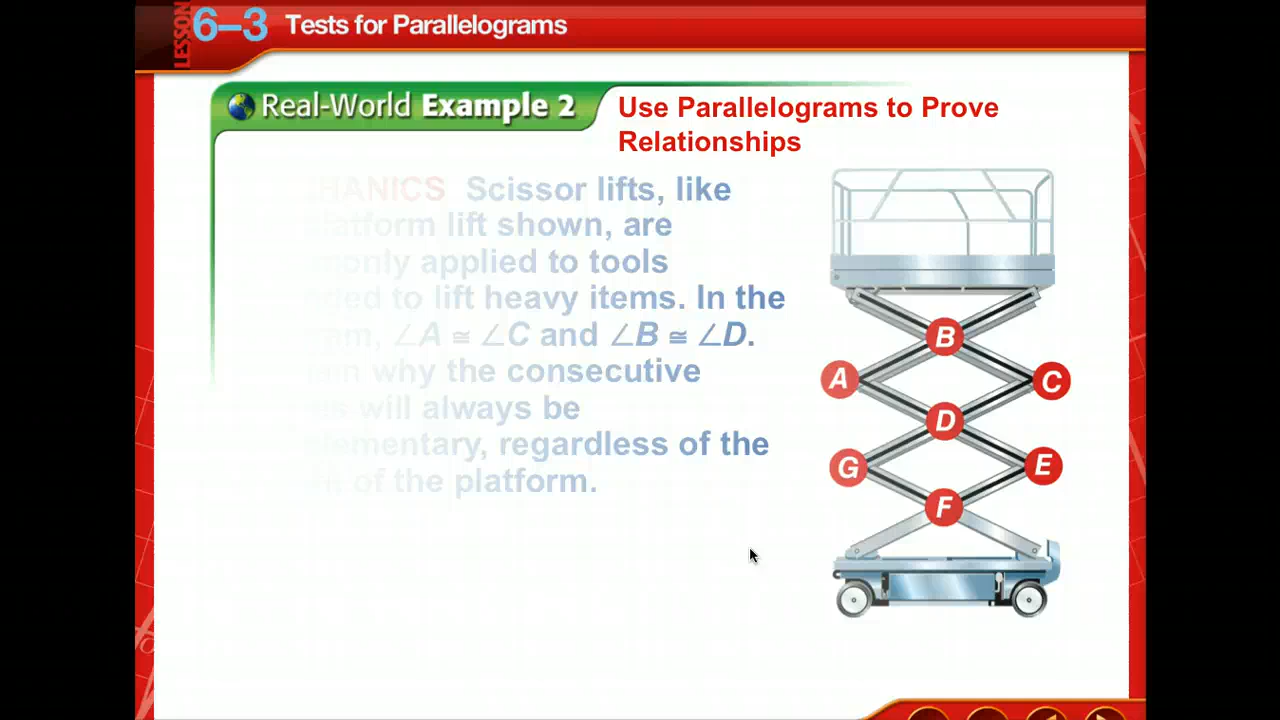 LESSON
6–3 Tests for Parallelograms
Real-World Example 2
Use Parallelograms to Prove
Relationships
Scissor lifts, like
lift shown, are
applied to tools
to lift heavy items. In the
∠A ≅ ∠C and ∠B ≅ ∠D.
why the consecutive
will always be
regardless of the
of the platform.
B
A
C
D
G
E
F